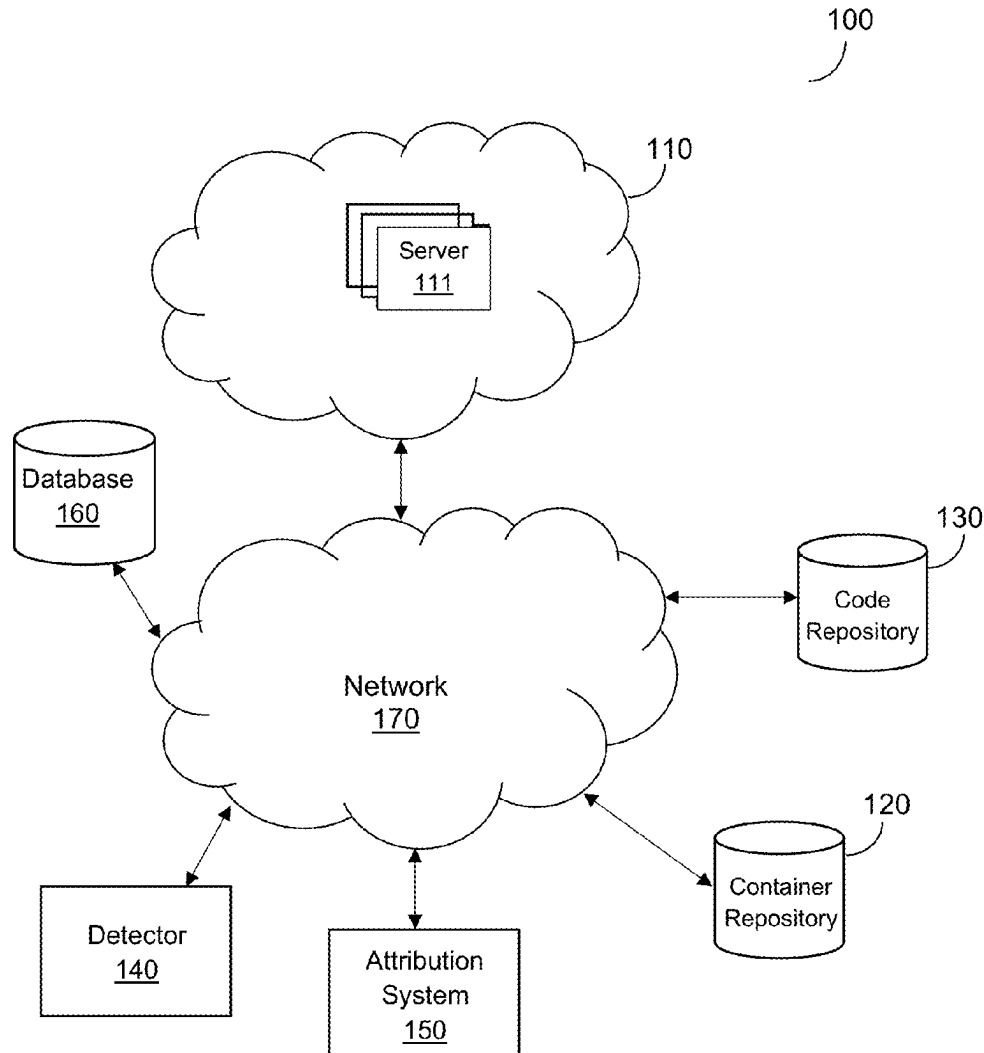 100
110
Server
111
Database
160
130
Code
Repository
Network
170
120
Container
Repository
Detector
140
Attribution
System
150